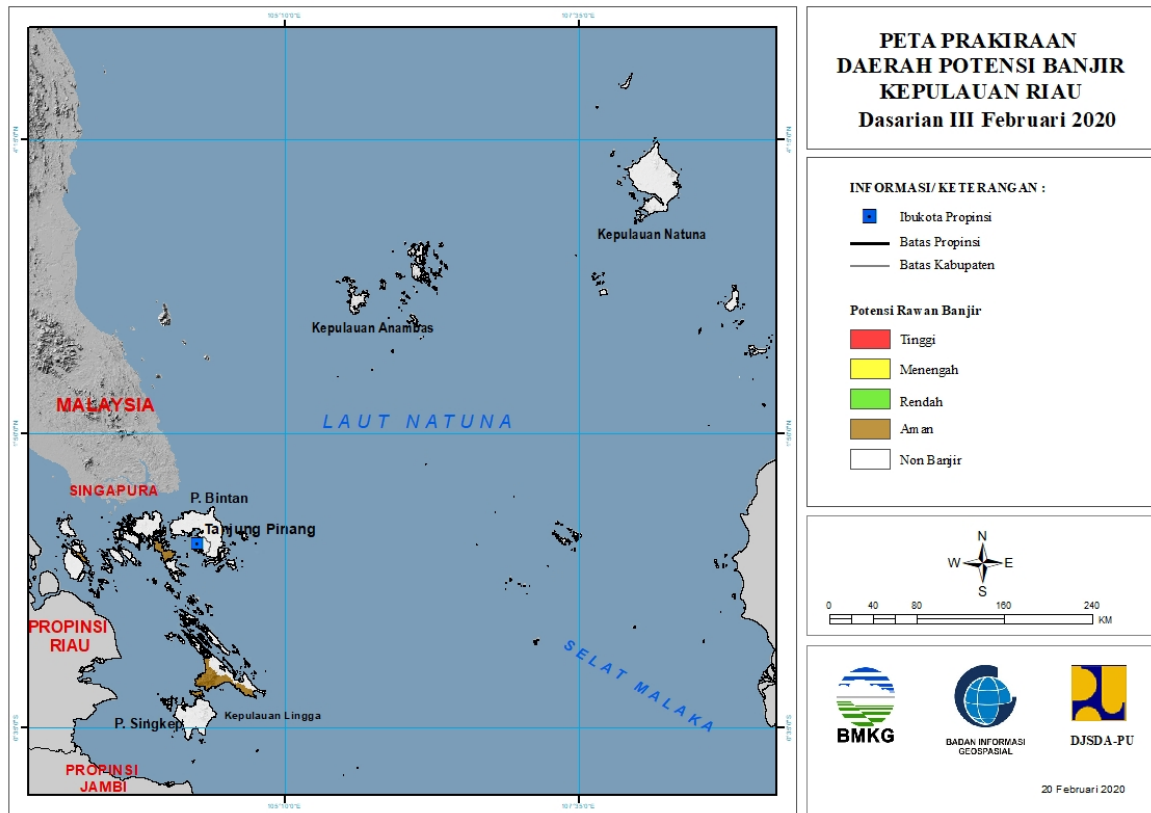 PETA PRAKIRAAN
DAERAH POTENSI BANJIR
KEPULAUAN RIAU
Dasarian III Februari 2020
INFORMASI/ KETERANGAN :
Ibukota Propinsi
Batas Propinsi
Batas Kabupaten
Potensi Rawan Banjir
Tinggi
Menengah
Rendah
Aman
Non Banjir
N
W E
S
0 40 80 160 240
KM
BMKG
BADAN INFORMASI
GEOSPASIAL
DJSDA-PU
20 Februari 2020
Kepulauan Natuna
Kepulauan Anambas
MALAYSIA
LAUT NATUNA
SINGAPURA
P. Bintan
Tanjung Pinang
PROPINSI
RIAU
SELAT MALAKA
Kepulauan Lingga
P. Singkep
PROPINSI
JAMBI